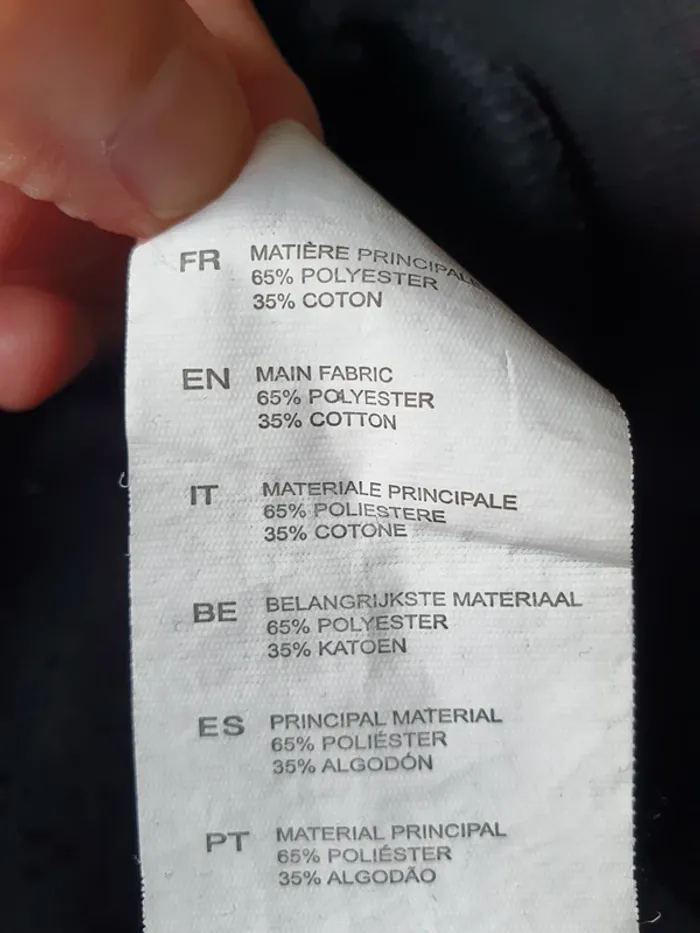 FR MATIÈRE PRINCIPALE
65% POLYESTER
35% COTON
EN MAIN FABRIC
65% POLYESTER
35% COTTON
IT MATERIALE PRINCIPALE
65% POLIESTERE
35% COTONE
BE BELANGRIJKSTE MATERIAAL
65% POLYESTER
35% KATOEN
ES PRINCIPAL MATERIAL
65% POLIÉSTER
35% ALGODÓN
PT MATERIAL PRINCIPAL
65% POLIÉSTER
35% ALGODÃO